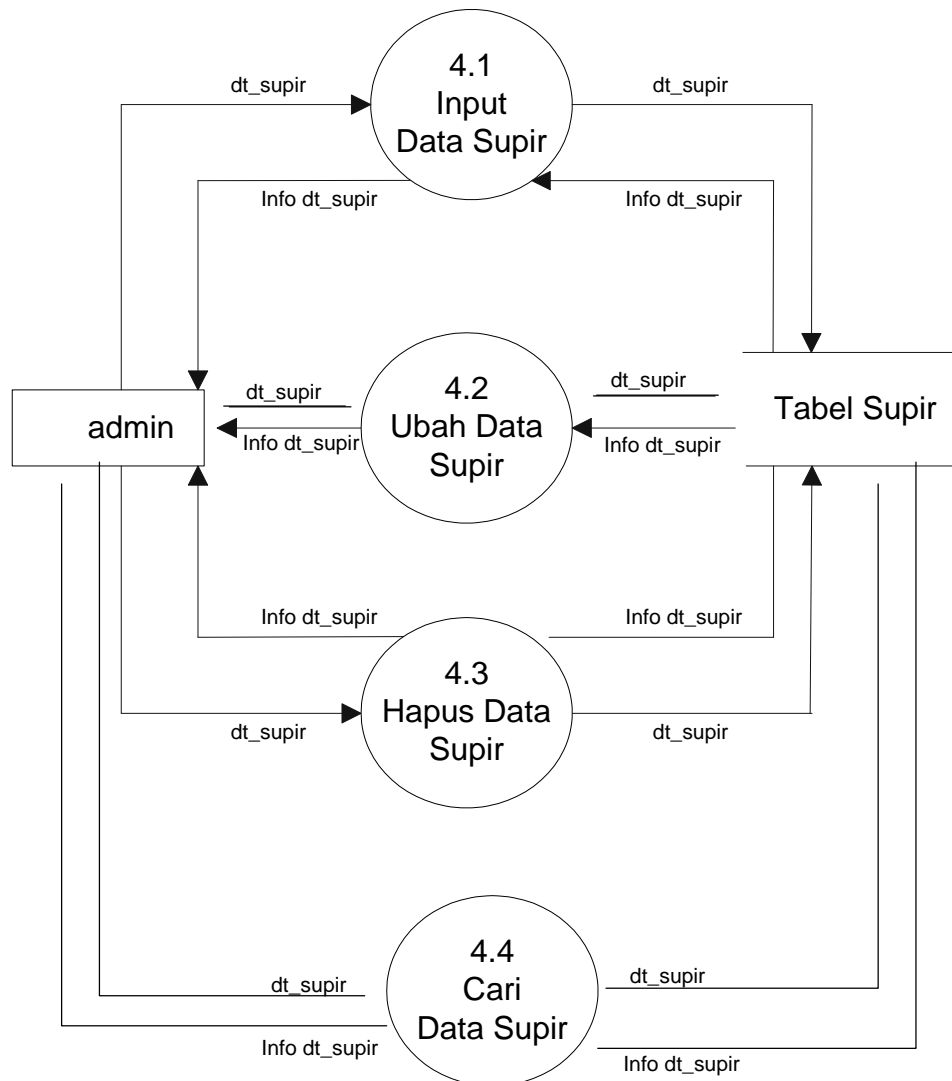 4.1
Input
Data Supir
dt_supir
dt_supir
Info dt_supir
Info dt_supir
admin
dt_supir
Info dt_supir
4.2
Ubah Data
Supir
dt_supir
Info dt_supir
Tabel Supir
Info dt_supir
Info dt_supir
4.3
Hapus Data
Supir
dt_supir
dt_supir
4.4
Cari
Data Supir
dt_supir
dt_supir
Info dt_supir
Info dt_supir